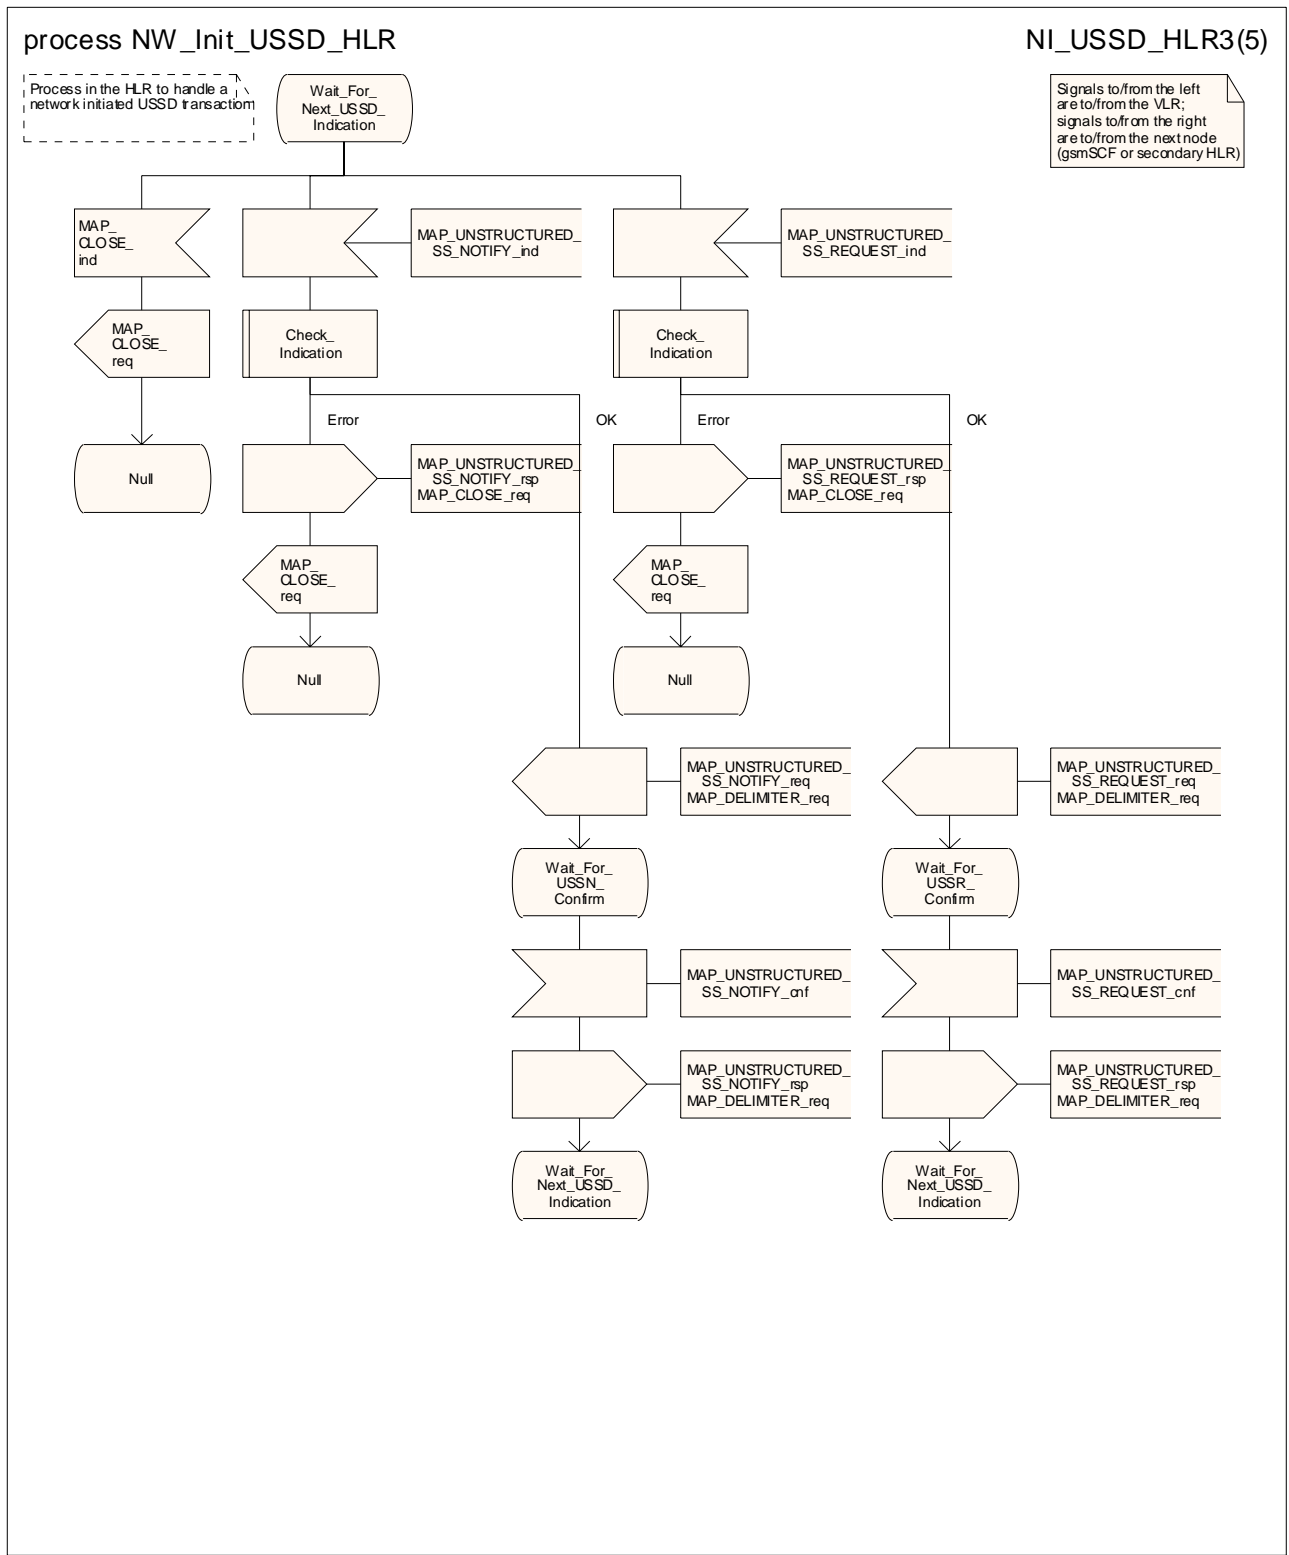 process NW_Init_USSD_HLR
NI_USSD_HLR3(5)
Process in the HLR to handle a
network initiated USSD transaction
Wait_For_
Next_USSD_
Indication
Signals to/from the left
are to/from the VLR;
signals to/from the right
are to/from the next node
(gsmSCF or secondary HLR)
MAP_
CLOSE_
ind
MAP_UNSTRUCTURED_
SS_NOTIFY_ind
MAP_UNSTRUCTURED_
SS_REQUEST_ind
MAP_
CLOSE_
req
Check_
Indication
Check_
Indication
Error
OK
Error
OK
Null
MAP_UNSTRUCTURED_
SS_NOTIFY_rsp
MAP_CLOSE_req
MAP_UNSTRUCTURED_
SS_REQUEST_rsp
MAP_CLOSE_req
MAP_
CLOSE_
req
MAP_
CLOSE_
req
Null
Null
MAP_UNSTRUCTURED_
SS_NOTIFY_req
MAP_DELIMITER_req
MAP_UNSTRUCTURED_
SS_REQUEST_req
MAP_DELIMITER_req
Wait_For_
USSN_
Confirm
Wait_For_
USSR_
Confirm
MAP_UNSTRUCTURED_
SS_NOTIFY_cnf
MAP_UNSTRUCTURED_
SS_REQUEST_cnf
MAP_UNSTRUCTURED_
SS_NOTIFY_rsp
MAP_DELIMITER_req
MAP_UNSTRUCTURED_
SS_REQUEST_rsp
MAP_DELIMITER_req
Wait_For_
Next_USSD_
Indication
Wait_For_
Next_USSD_
Indication